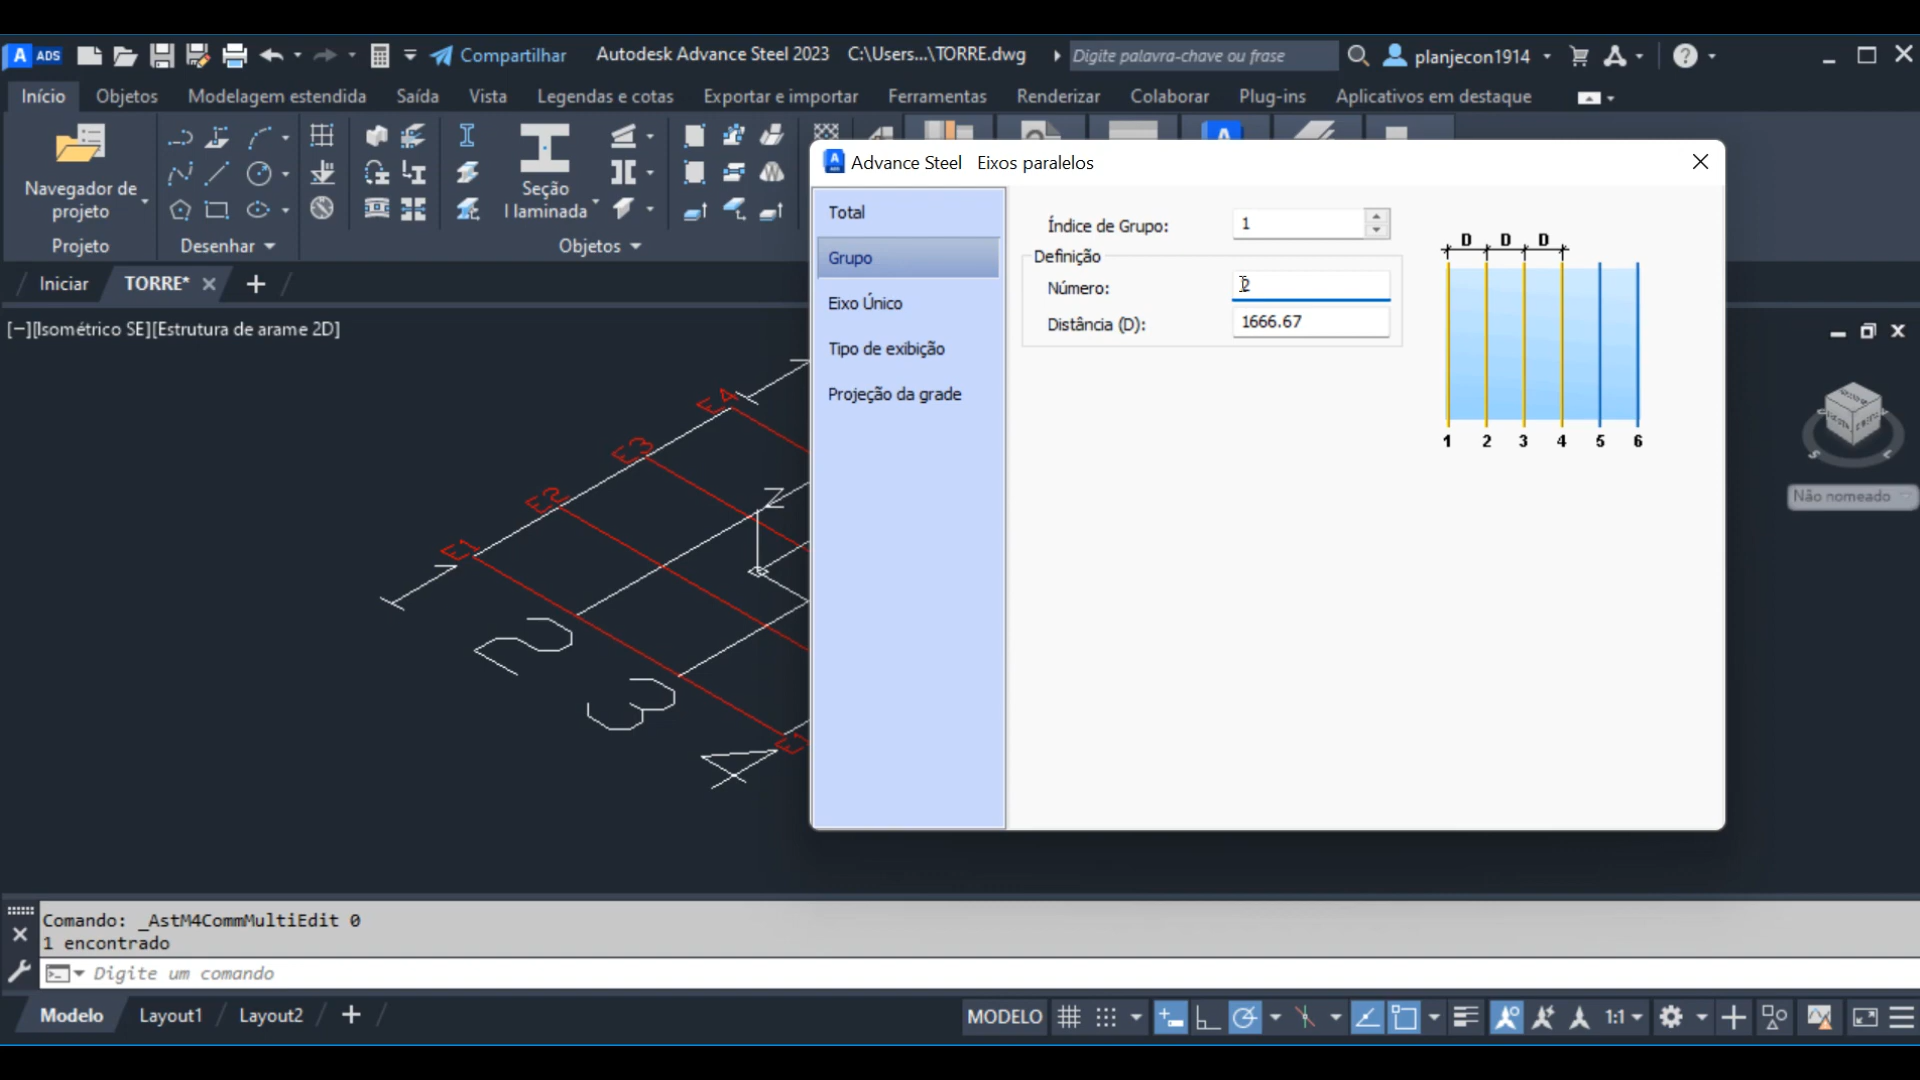 A ADS Compartilhar Autodesk Advance Steel 2023 C:\Users...\TORRE.dwg Digite palavra-chave ou frase planjecon1914
Início Objetos Modelagem estendida Saída Vista Legendas e cotas Exportar e importar Ferramentas Renderizar Colaborar Plug-ins Aplicativos em destaque
Navegador de projeto
Seção I laminada
Projeto Desenhar Objetos
Iniciar TORRE* +
[−][Isométrico SE][Estrutura de arame 2D]
Advance Steel Eixos paralelos
Total
Grupo
Eixo Único
Tipo de exibição
Projeção da grade
Índice de Grupo: 1
Definição
Número: 2
Distância (D): 1666.67
D D D
1 2 3 4 5 6
Não nomeado
E4
E3
E2
E1
Z
1
1
2
3
4
E1
Comando: _AstM4CommMultiEdit 0
1 encontrado
Digite um comando
Modelo Layout1 Layout2 +
MODELO 1:1